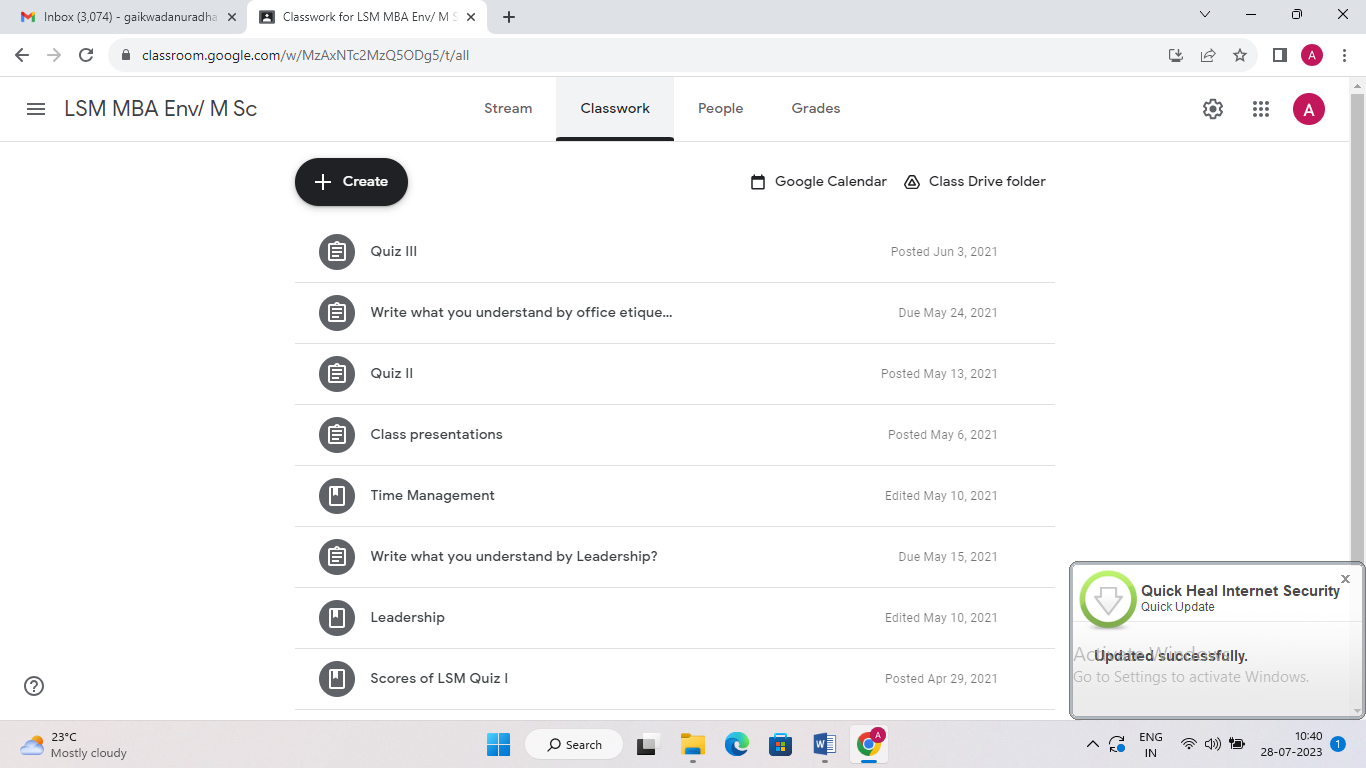 Inbox (3,074) - gaikwadanuradha
Classwork for LSM MBA Env/ M S
classroom.google.com/w/MzAxNTc2MzQ5ODg5/t/all
A
LSM MBA Env/ M Sc
Stream
Classwork
People
Grades
A
Create
Google Calendar
Class Drive folder
Quiz III
Posted Jun 3, 2021
Write what you understand by office etique...
Due May 24, 2021
Quiz II
Posted May 13, 2021
Class presentations
Posted May 6, 2021
Time Management
Edited May 10, 2021
Write what you understand by Leadership?
Due May 15, 2021
Leadership
Edited May 10, 2021
Scores of LSM Quiz I
Posted Apr 29, 2021
Quick Heal Internet Security
Quick Update
Updated successfully.
Activate Windows
Go to Settings to activate Windows.
23°C
Mostly cloudy
Search
A
ENG
IN
10:40
28-07-2023
1